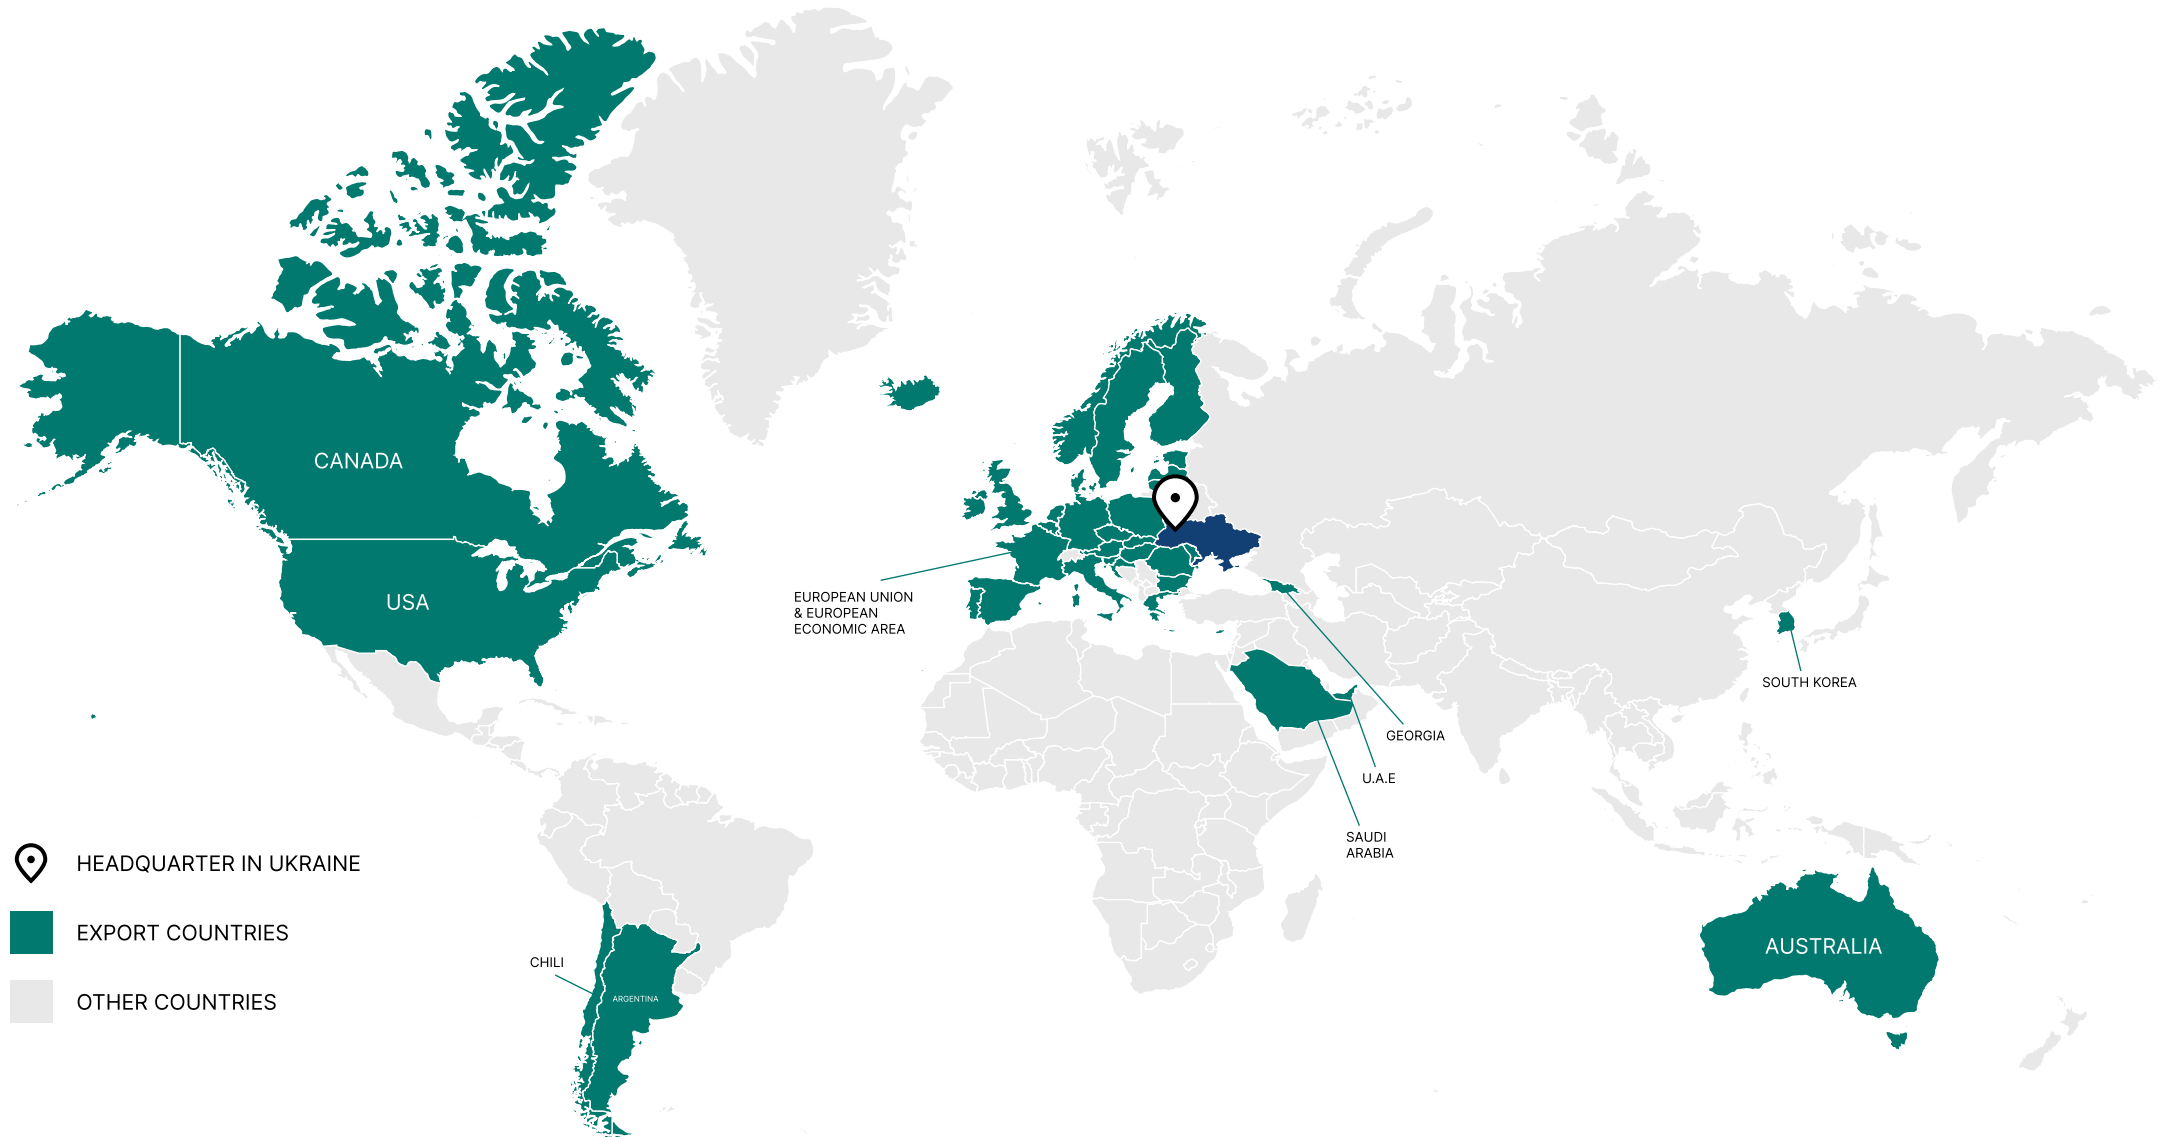 CANADA
USA
EUROPEAN UNION
& EUROPEAN
ECONOMIC AREA
SOUTH KOREA
GEORGIA
U.A.E
SAUDI
ARABIA
HEADQUARTER IN UKRAINE
EXPORT COUNTRIES
OTHER COUNTRIES
CHILI
ARGENTINA
AUSTRALIA